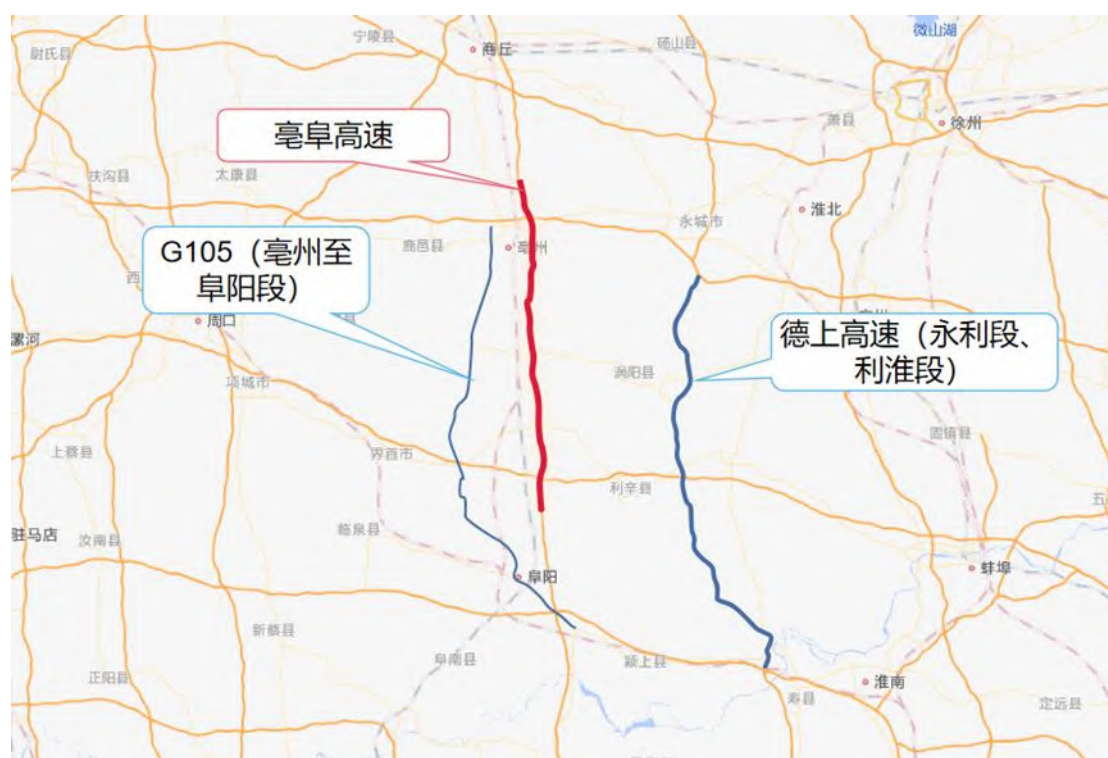 微山湖
宁陵县
商丘
砀山县
尉氏县
亳阜高速
萧县
徐州
扶沟县
太康县
淮北
永城市
G105（亳州至
阜阳段）
鹿邑县
亳州
西
周口
县
漯河
德上高速（永利段、
利淮段）
涡阳县
项城市
固镇县
上蔡县
界首市
利辛县
五
驻马店
汝南县
临泉县
蚌埠
阜阳
新蔡县
阜南县
颍上县
正阳县
淮南
寿县
定远县